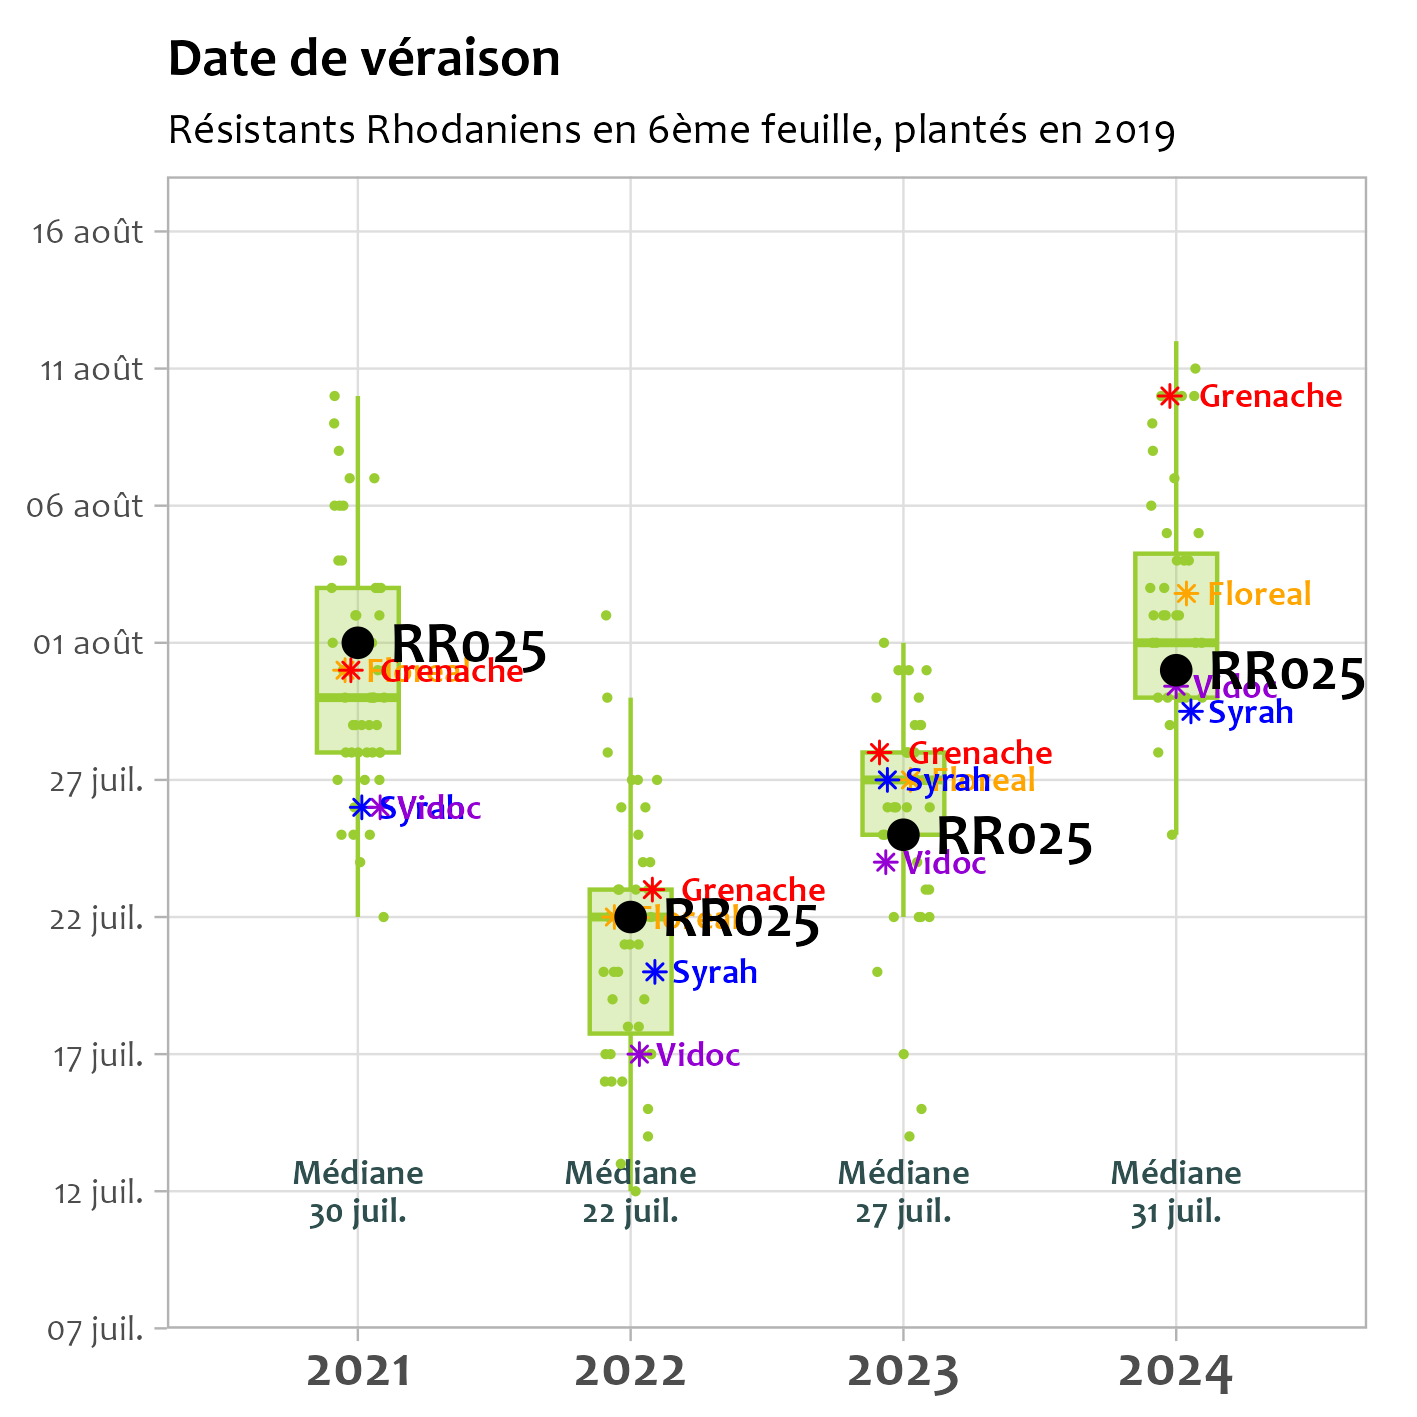 Date de véraison
Résistants Rhodaniens en 6ème feuille, plantés en 2019
16 août
11 août
06 août
01 août
27 juil.
22 juil.
17 juil.
12 juil.
07 juil.
RR025
Floreal
Grenache
Syrah
Vidoc
Médiane
30 juil.
Grenache
Floreal
RR025
Syrah
Vidoc
Médiane
22 juil.
Grenache
Syrah
Floreal
RR025
Vidoc
Médiane
27 juil.
Grenache
Floreal
RR025
Vidoc
Syrah
Médiane
31 juil.
2021
2022
2023
2024